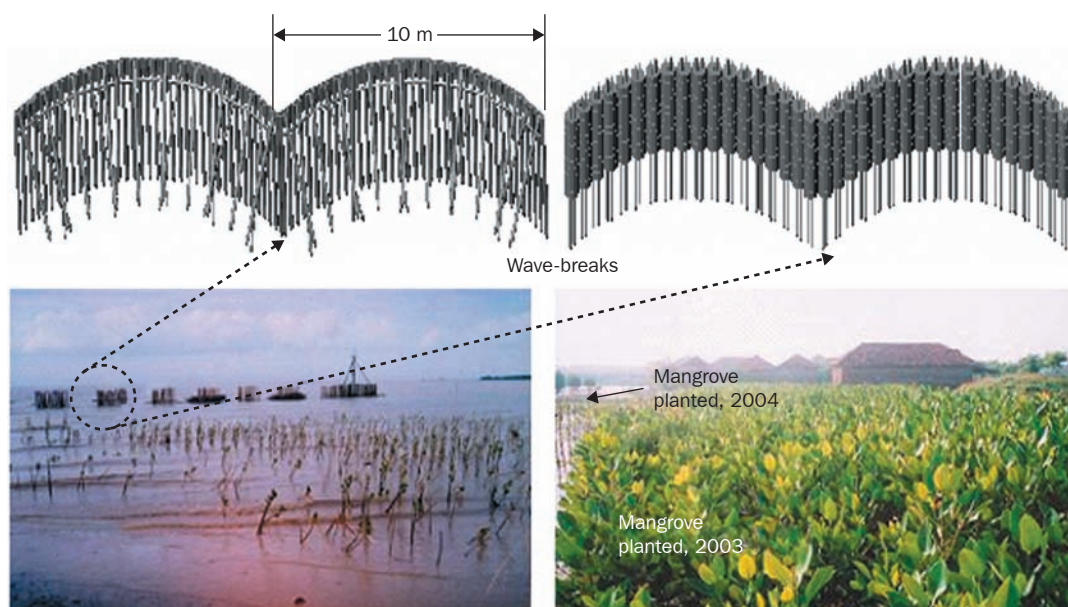 10 m
Wave-breaks
Mangrove
planted, 2004
Mangrove
planted, 2003